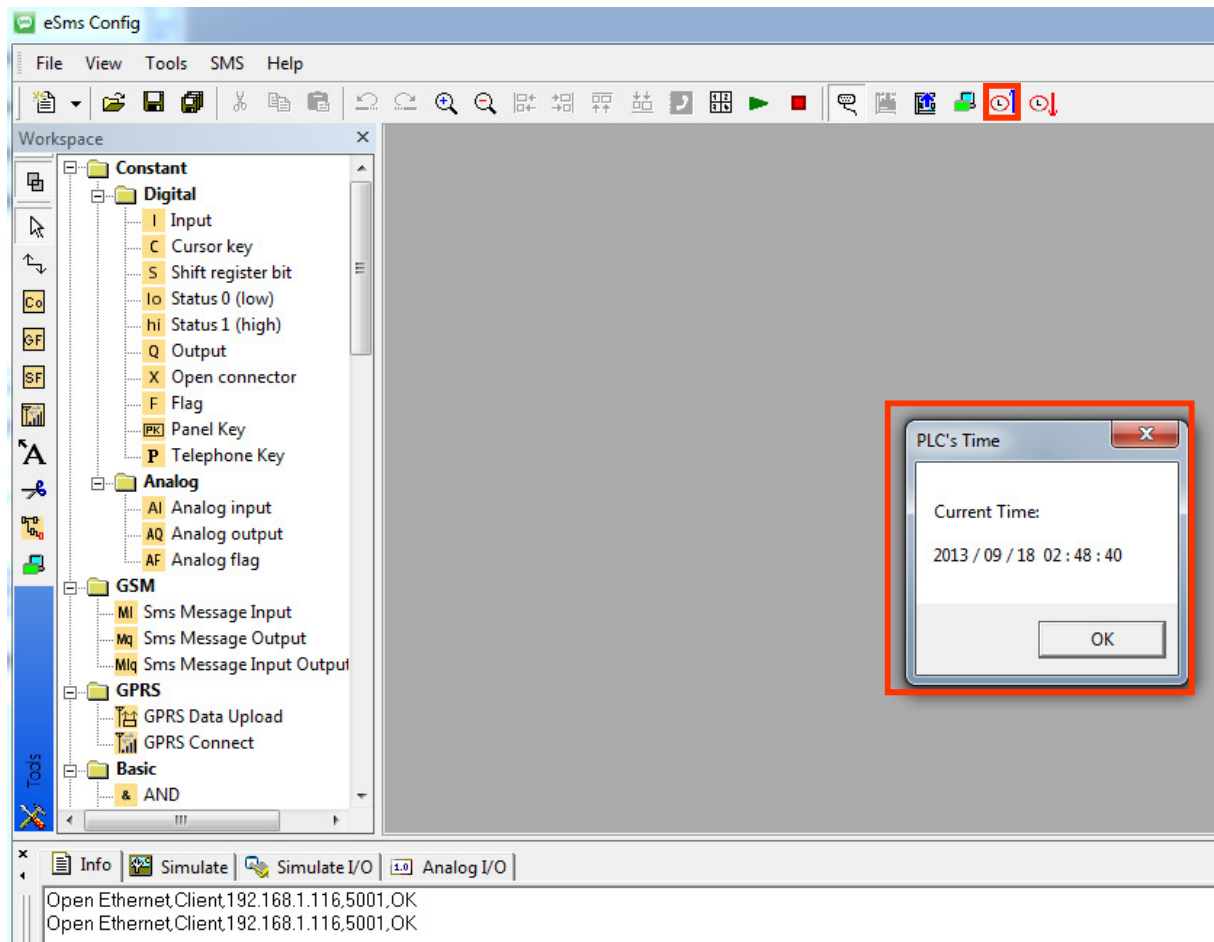 eSms Config
File View Tools SMS Help
Workspace
Constant
Digital
I Input
C Cursor key
S Shift register bit
lo Status 0 (low)
hi Status 1 (high)
Q Output
X Open connector
F Flag
PK Panel Key
P Telephone Key
Analog
AI Analog input
AQ Analog output
AF Analog flag
GSM
MI Sms Message Input
Mq Sms Message Output
MIq Sms Message Input Output
GPRS
GPRS Data Upload
GPRS Connect
Basic
& AND
Co
GF
SF
A
Tools
PLC's Time
Current Time:
2013 / 09 / 18 02 : 48 : 40
OK
Info Simulate Simulate I/O 1.0 Analog I/O
Open Ethernet,Client,192.168.1.116,5001,OK
Open Ethernet,Client,192.168.1.116,5001,OK